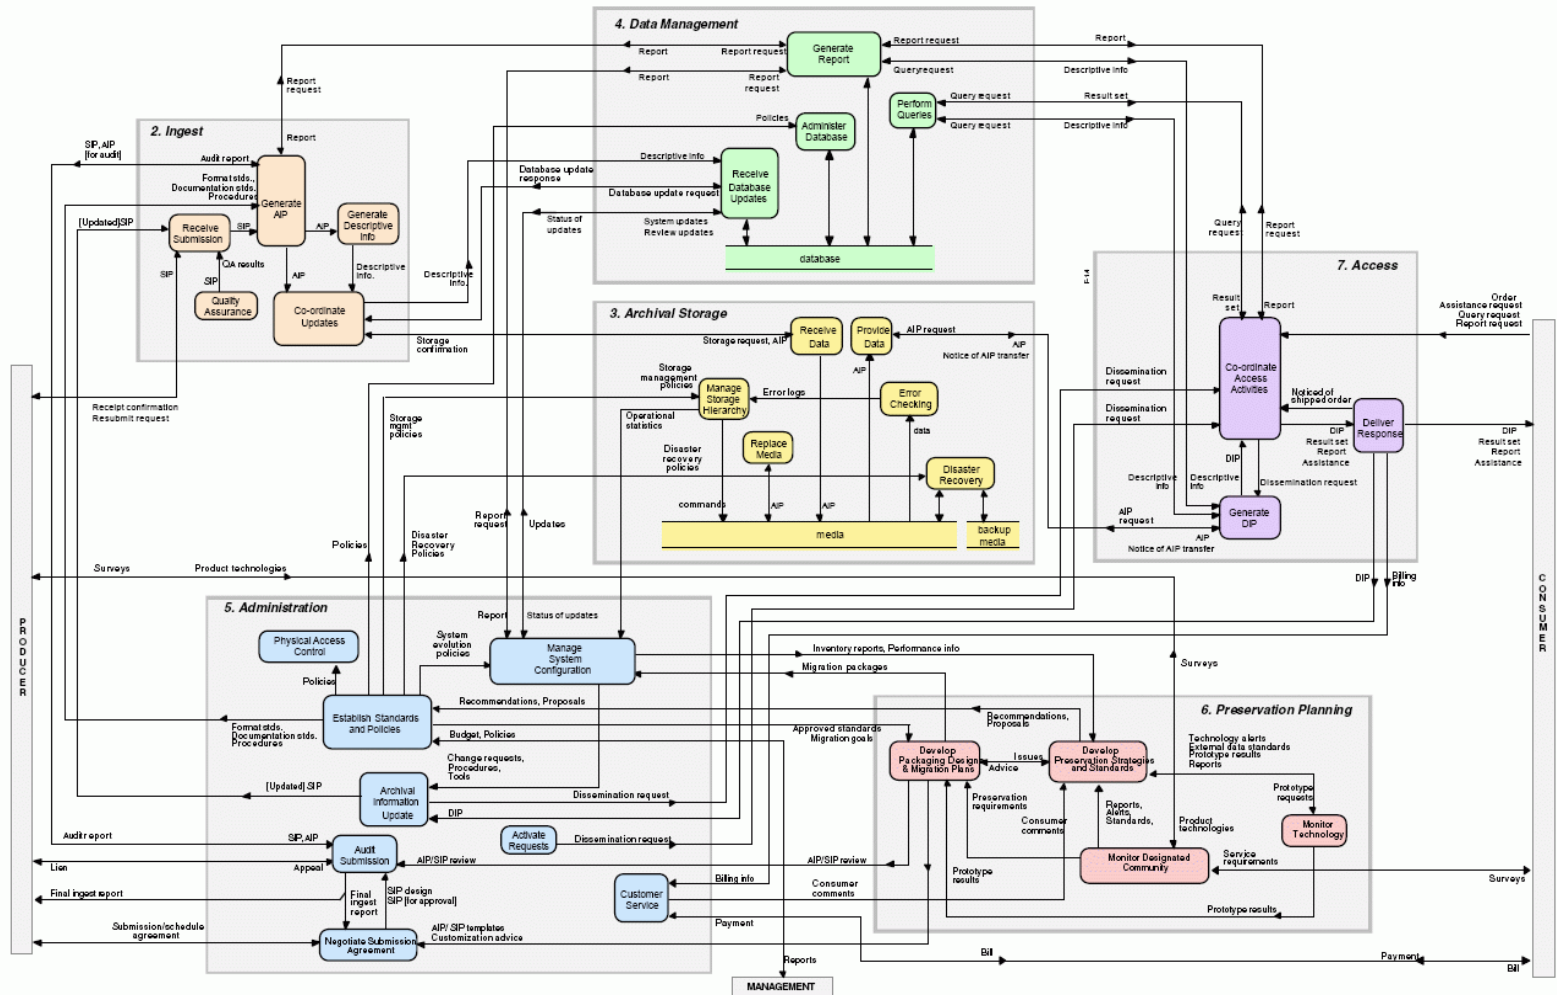 4. Data Management
Generate
Report
Report
Report request
Report request
Report
Report
Report
request
Queryrequest
Descriptive info
Perform
Queries
Query request
Result set
Query request
Descriptive info
Policies
Administer
Database
Descriptive info
Receive
Database
Updates
Database update
response
Database update request
Status of
updates
System updates
Review updates
database
Report
request
Report
2. Ingest
SIP, AIP
[for audit]
Audit report
Format stds.,
Documentation stds.
Procedures
Generate
AIP
[Updated]SIP
Receive
Submission
SIP
AIP
Generate
Descriptive
Info
SIP
QA results
SIP
AIP
Descriptive
Info.
Descriptive
Info.
Quality
Assurance
Co-ordinate
Updates
Storage
confirmation
Receipt confirmation
Resubmit request
3. Archival Storage
Storage request, AIP
Receive
Data
Provide
Data
AIP request
AIP
Notice of AIP transfer
Storage
management
policies
Manage
Storage
Hierarchy
Error logs
Error
Checking
AIP
Operational
statistics
data
Storage
mgmt
policies
Replace
Media
Disaster
recovery
policies
Disaster
Recovery
commands
AIP
AIP
media
backup
media
7. Access
F-14
Query
request
Report
request
Result
set
Report
Order
Assistance request
Query request
Report request
Co-ordinate
Access
Activities
Dissemination
request
Dissemination
request
Noticed of
shipped order
Deliver
Response
DIP
Result set
Report
Assistance
DIP
Result set
Report
Assistance
DIP
Descriptive
Info
Descriptive
Info
Dissemination request
Generate
DIP
AIP
request
AIP
Notice of AIP transfer
DIP
Billing
info
Report
request
Updates
Policies
Disaster
Recovery
Policies
Surveys
Product technologies
PRODUCER
CONSUMER
5. Administration
Physical Access
Control
Policies
System
evolution
policies
Report
Status of updates
Manage
System
Configuration
Inventory reports, Performance info
Migration packages
Surveys
Recommendations, Proposals
Establish Standards
and Policies
Format stds.,
Documentation stds.
Procedures
Budget, Policies
Change requests,
Procedures,
Tools
[Updated] SIP
Archival
Information
Update
Dissemination request
DIP
Activate
Requests
Dissemination request
Audit report
SIP, AIP
Audit
Submission
Lien
Appeal
AIP/SIP review
AIP/SIP review
Final ingest report
Final
ingest
report
SIP design
SIP [for approval]
Customer
Service
Billing info
Consumer
comments
Payment
Submission/schedule
agreement
Negotiate Submission
Agreement
AIP/ SIP templates
Customization advice
6. Preservation Planning
Approved standards
Migration goals
Recommendations,
Proposals
Develop
Packaging Design
& Migration Plans
Issues
Advice
Develop
Preservation Strategies
and Standards
Technology alerts
External data standards
Prototype results
Reports
Prototype
requests
Preservation
requirements
Consumer
comments
Reports,
Alerts,
Standards,
Product
technologies
Monitor
Technology
Monitor Designated
Community
Service
requirements
Surveys
Prototype
results
Prototype results
Bill
Payment
Bill
Reports
MANAGEMENT